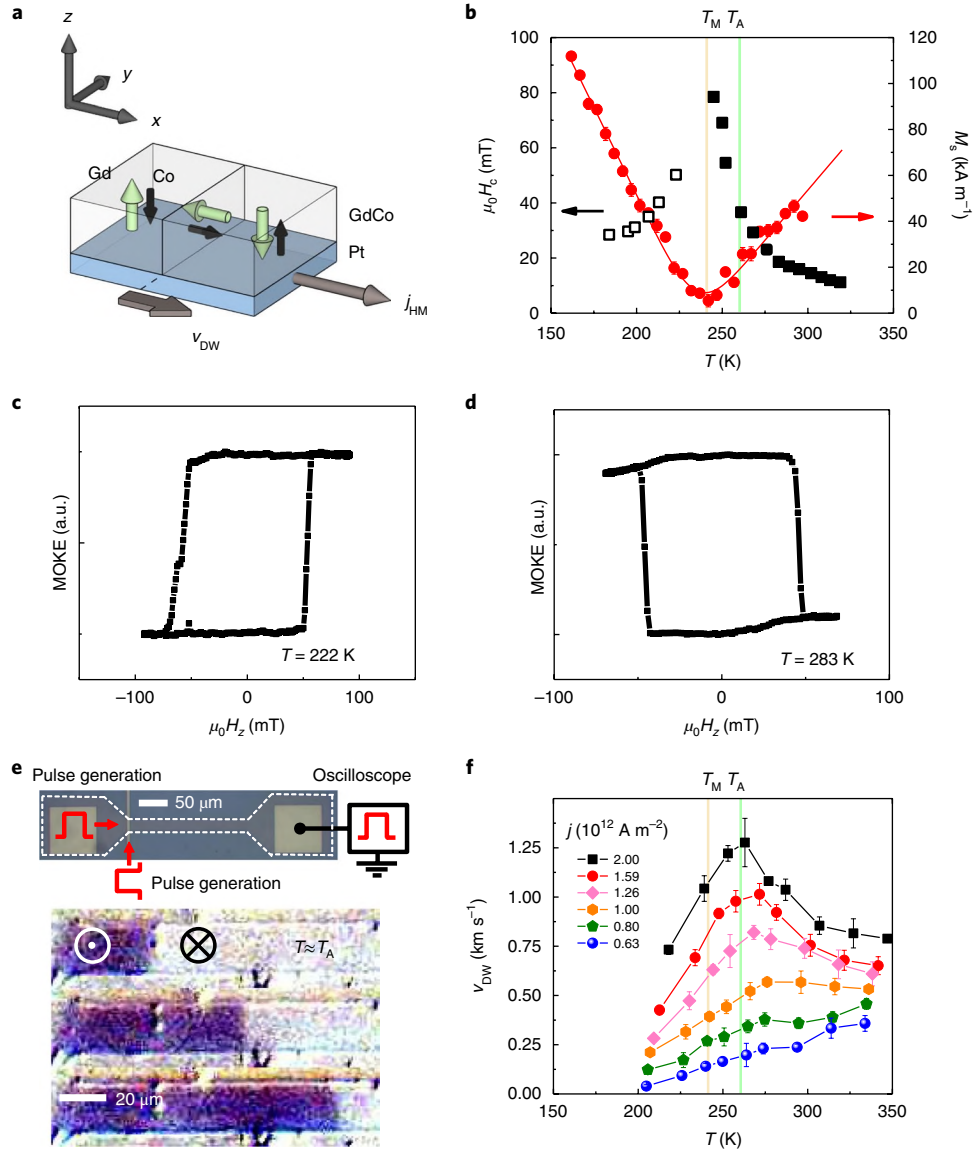 a
z
y
x
Gd
Co
GdCo
Pt
j_HM
v_DW
b
T_M T_A
100
80
60
40
20
0
μ₀H_c (mT)
120
100
80
60
40
20
0
M_s (kA m⁻¹)
150 200 250 300 350
T (K)
c
MOKE (a.u.)
T = 222 K
−100 0 100
μ₀H_z (mT)
d
MOKE (a.u.)
T = 283 K
−100 0 100
μ₀H_z (mT)
e
Pulse generation
Oscilloscope
50 μm
Pulse generation
T≈T_A
20 μm
f
T_M T_A
j (10¹² A m⁻²)
2.00
1.59
1.26
1.00
0.80
0.63
1.25
1.00
0.75
0.50
0.25
0.00
v_DW (km s⁻¹)
150 200 250 300 350
T (K)